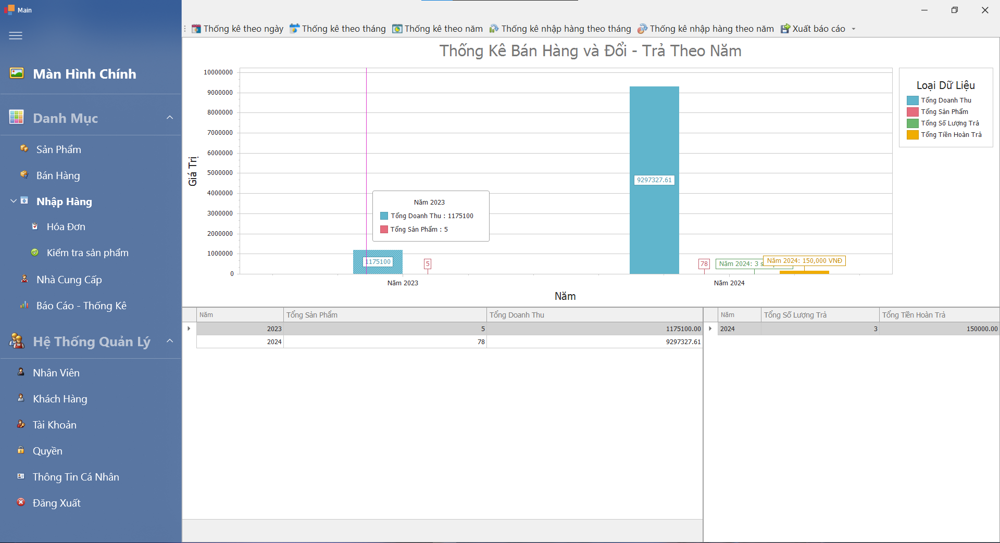 Main
Màn Hình Chính
Danh Mục
Sản Phẩm
Bán Hàng
Nhập Hàng
Hóa Đơn
Kiểm tra sản phẩm
Nhà Cung Cấp
Báo Cáo - Thống Kê
Hệ Thống Quản Lý
Nhân Viên
Khách Hàng
Tài Khoản
Quyền
Thông Tin Cá Nhân
Đăng Xuất
Thống kê theo ngày Thống kê theo tháng Thống kê theo năm Thống kê nhập hàng theo tháng Thống kê nhập hàng theo năm Xuất báo cáo
Thống Kê Bán Hàng và Đổi - Trả Theo Năm
Giá Trị
10000000
9000000
8000000
7000000
6000000
5000000
4000000
3000000
2000000
1000000
0
Năm 2023
Tổng Doanh Thu : 1175100
Tổng Sản Phẩm : 5
1175100
5
9297327.61
78
Năm 2024: 3
Năm 2024: 150,000 VNĐ
Năm 2023 Năm 2024
Năm
Loại Dữ Liệu
Tổng Doanh Thu
Tổng Sản Phẩm
Tổng Số Lượng Trả
Tổng Tiền Hoàn Trả
Năm Tổng Sản Phẩm Tổng Doanh Thu
2023 5 1175100.00
2024 78 9297327.61
Năm Tổng Số Lượng Trả Tổng Tiền Hoàn Trả
2024 3 150000.00